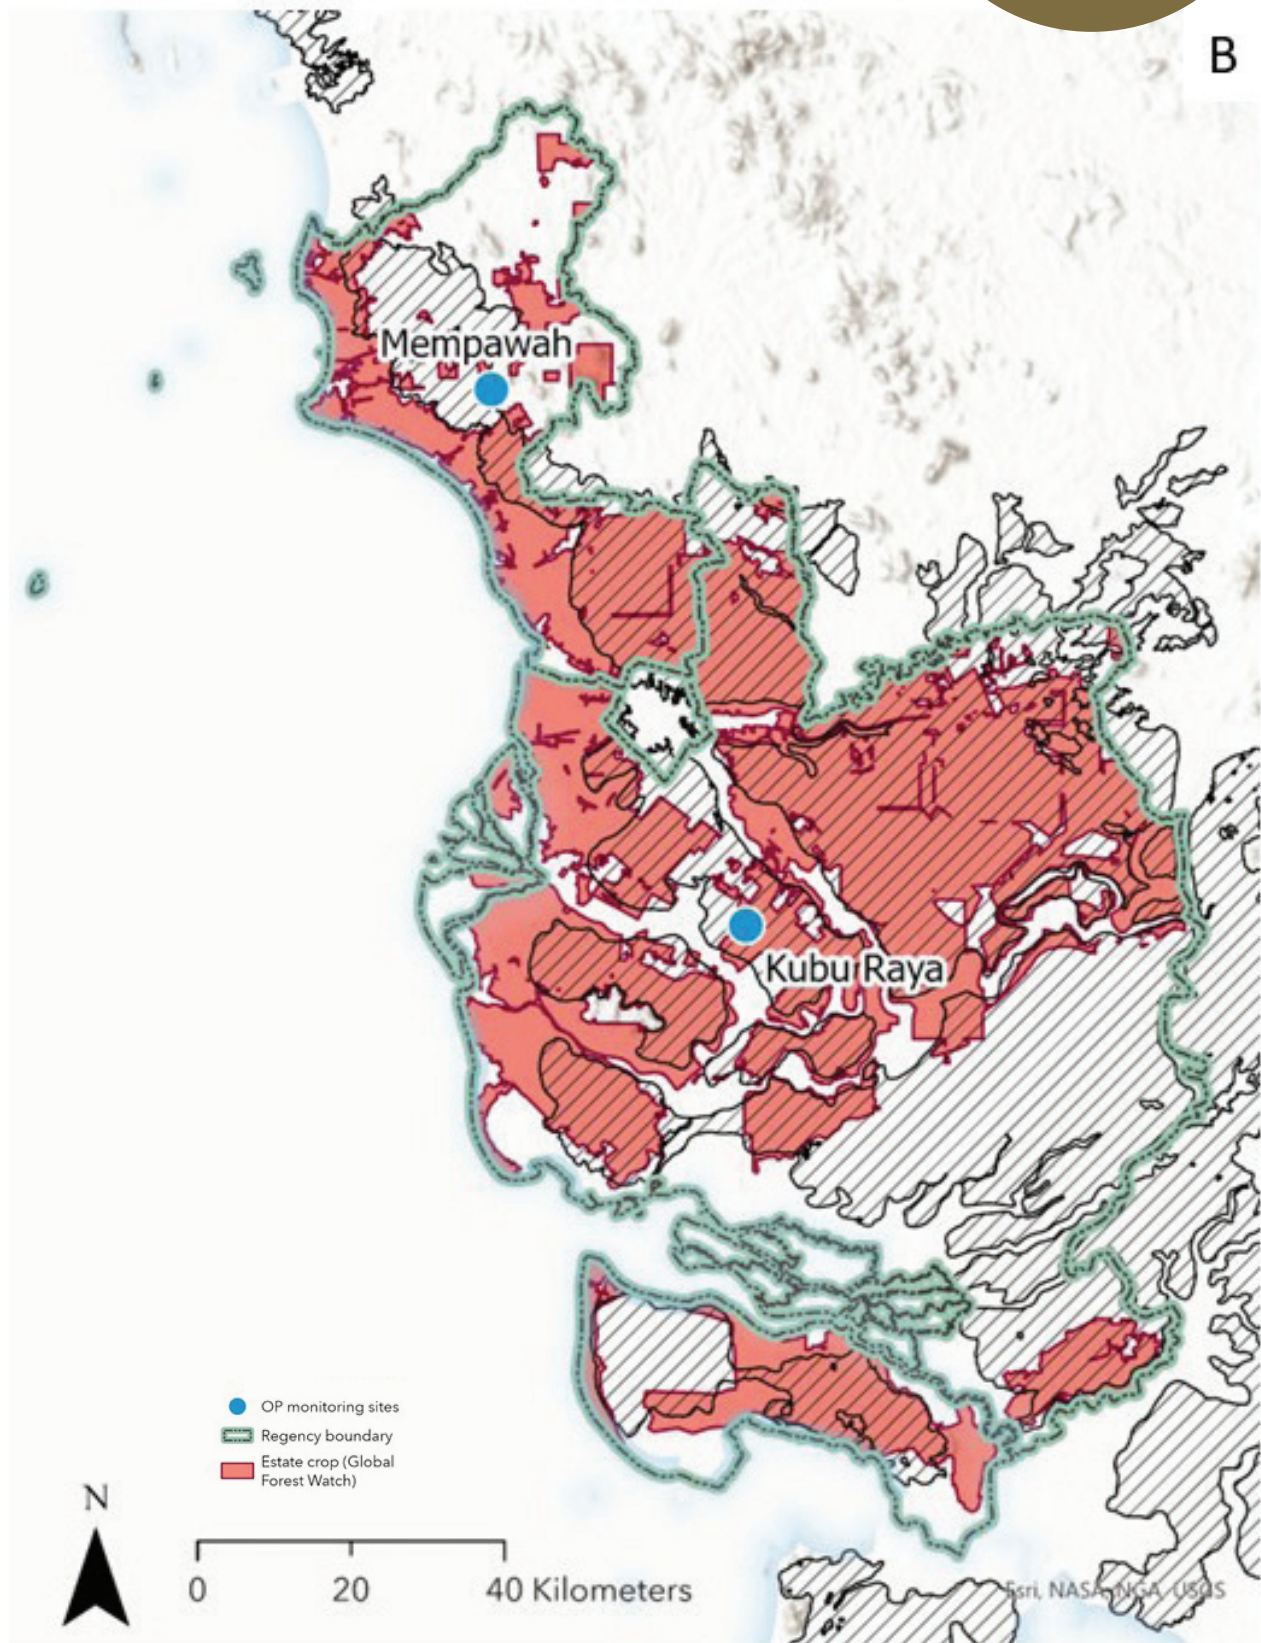 B
Mempawah
Kubu Raya
OP monitoring sites
Regency boundary
Estate crop (Global
Forest Watch)
N
0 20 40 Kilometers
Esri, NASA, NGA, USGS